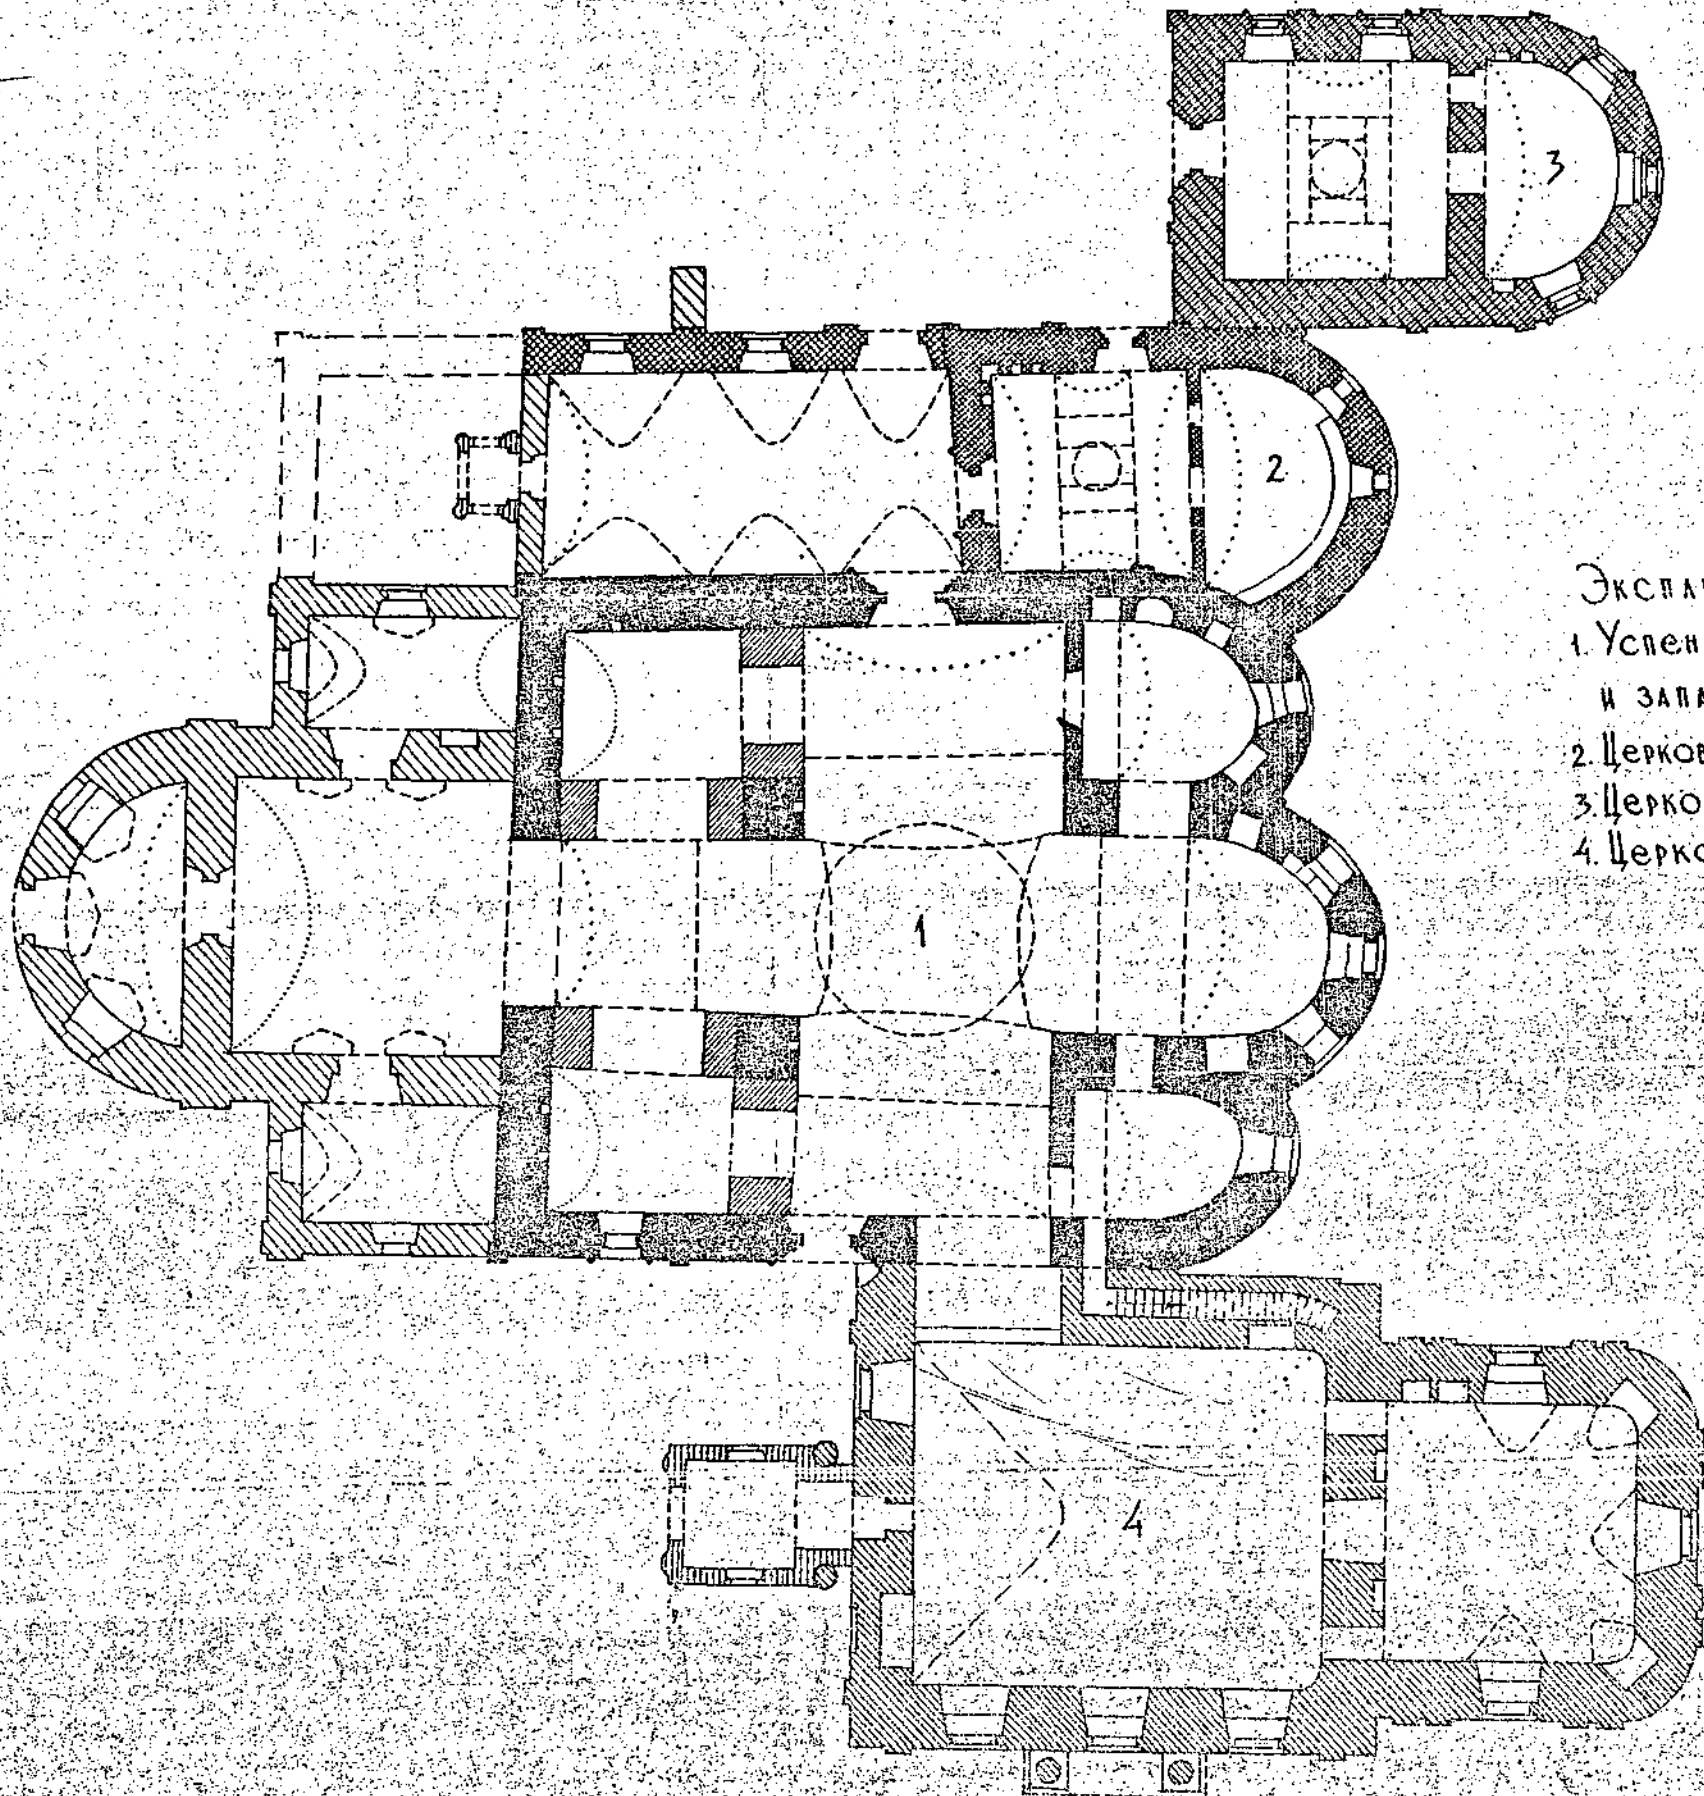 3
2
Экспл
1. Успен
и запа
2. Церков
3. Церко
4. Церко
1
4